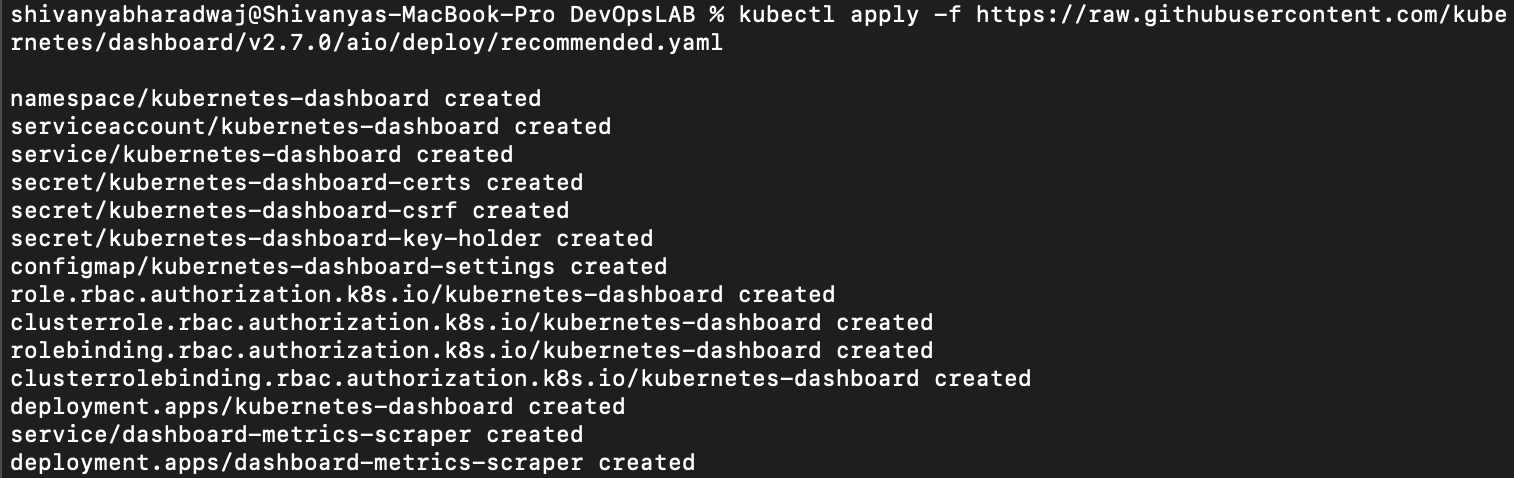 shivanyabharadwaj@Shivanyas-MacBook-Pro DevOpsLAB % kubectl apply -f https://raw.githubusercontent.com/kube
rnetes/dashboard/v2.7.0/aio/deploy/recommended.yaml
namespace/kubernetes-dashboard created
serviceaccount/kubernetes-dashboard created
service/kubernetes-dashboard created
secret/kubernetes-dashboard-certs created
secret/kubernetes-dashboard-csrf created
secret/kubernetes-dashboard-key-holder created
configmap/kubernetes-dashboard-settings created
role.rbac.authorization.k8s.io/kubernetes-dashboard created
clusterrole.rbac.authorization.k8s.io/kubernetes-dashboard created
rolebinding.rbac.authorization.k8s.io/kubernetes-dashboard created
clusterrolebinding.rbac.authorization.k8s.io/kubernetes-dashboard created
deployment.apps/kubernetes-dashboard created
service/dashboard-metrics-scraper created
deployment.apps/dashboard-metrics-scraper created